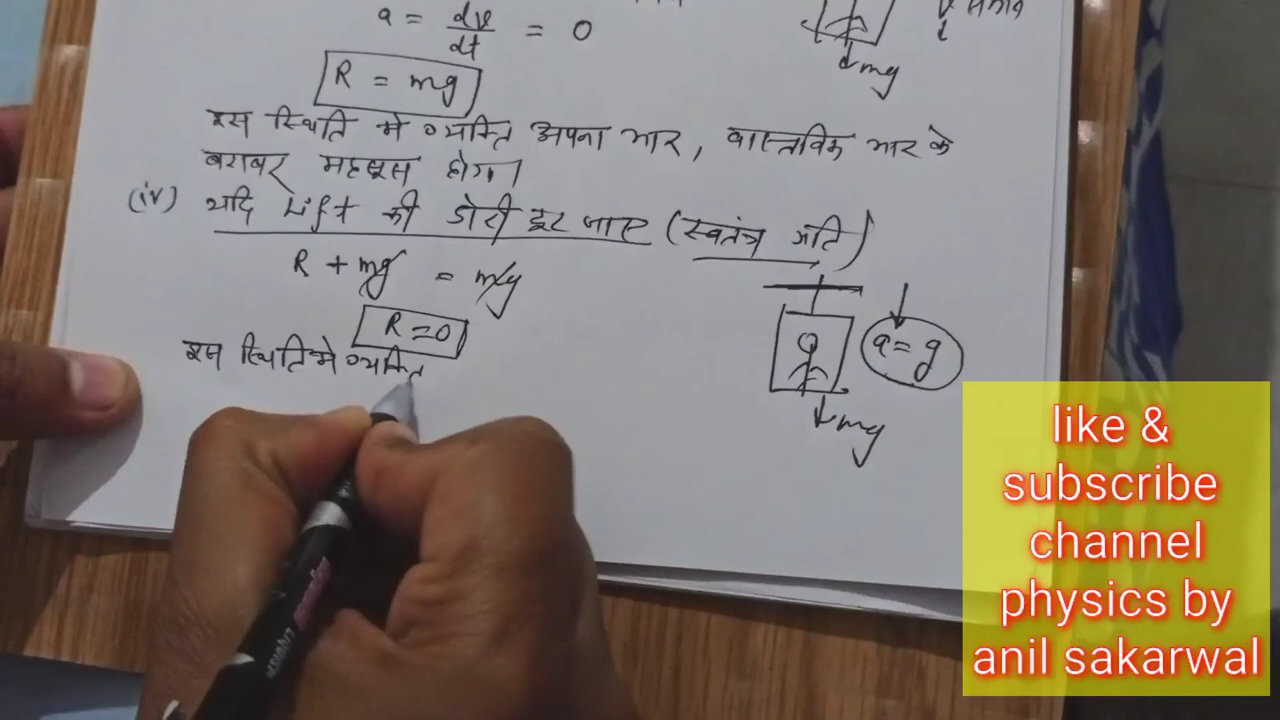 a = dv/dt = 0
mg
R = mg
इस स्थिति मे व्यक्ति अपना भार, वास्तविक भार के
बराबर महसूस होगा।
(iv) यदि Lift की डोरी टूट जाए (स्वतंत्र गति)
R + mg = mg
R = 0
a = g
इस स्थिति मे व्यक्ति
mg
like &
subscribe
channel
physics by
anil sakarwal